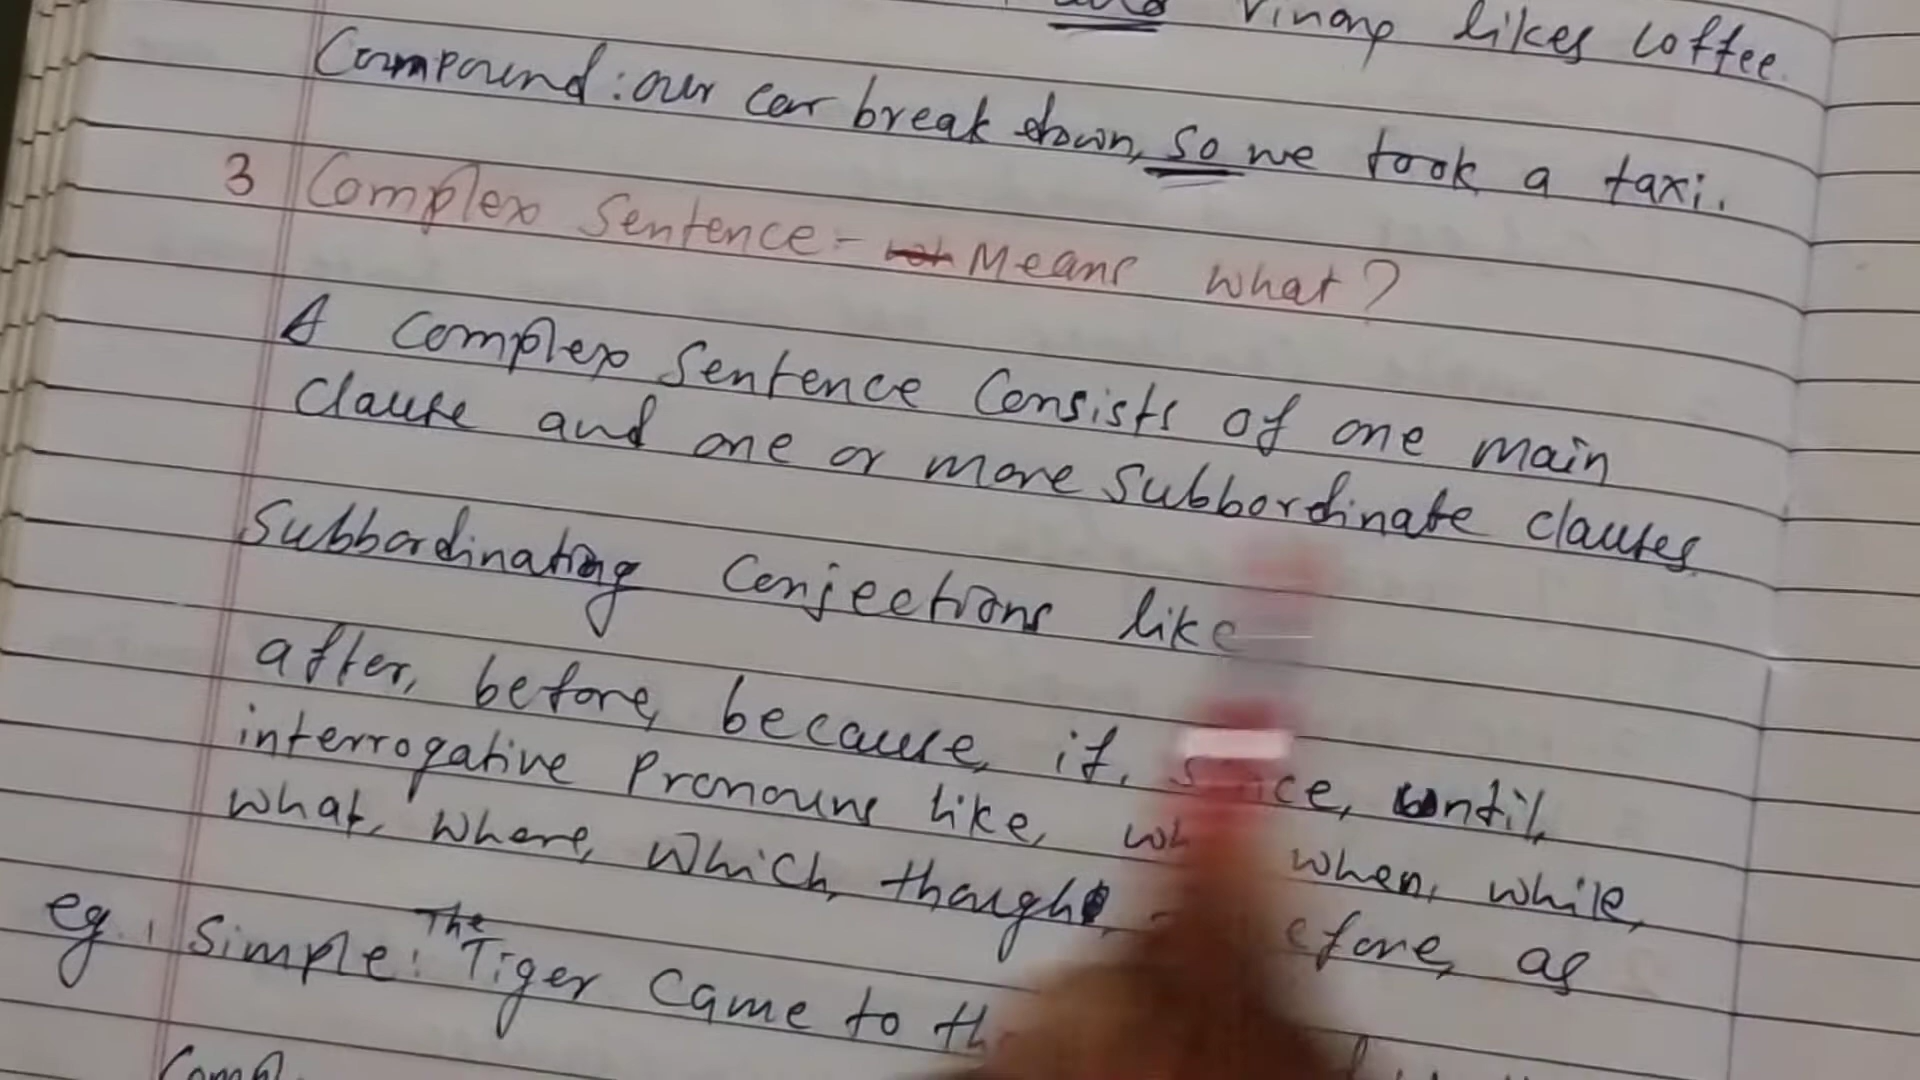 Vinay likes coffee.
Compound: our car break down, so we took a taxi.
3 Complex Sentence:- Means what?
A Complex Sentence Consists of one main
Clause and one or more Subbordinate clauses
Subbordinating Conjections like
after, before, because, if, since, until,
interrogative Pronouns like, when, while,
what, where, which, though, as
eg. Simple: The Tiger came to